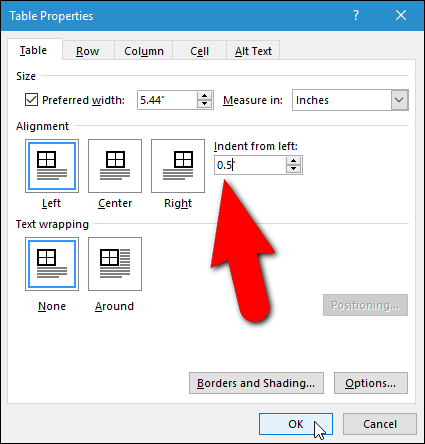 Table Properties ? ×
Table Row Column Cell Alt Text
Size
Preferred width: 5.44" Measure in: Inches
Alignment
Indent from left:
0.5"
Left Center Right
Text wrapping
None Around
Positioning...
Borders and Shading... Options...
OK Cancel